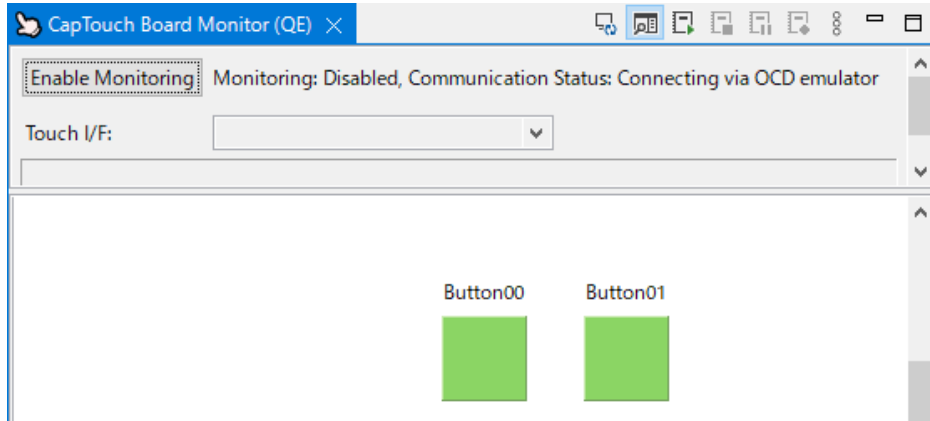 CapTouch Board Monitor (QE)
Enable Monitoring Monitoring: Disabled, Communication Status: Connecting via OCD emulator
Touch I/F:
Button00 Button01